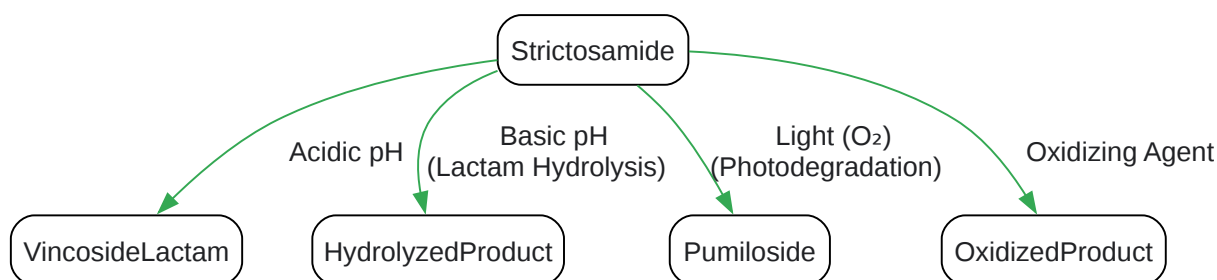 Strictosamide
Acidic pH
Basic pH
(Lactam Hydrolysis)
Light (O₂)
(Photodegradation)
Oxidizing Agent
VincosideLactam
HydrolyzedProduct
Pumiloside
OxidizedProduct